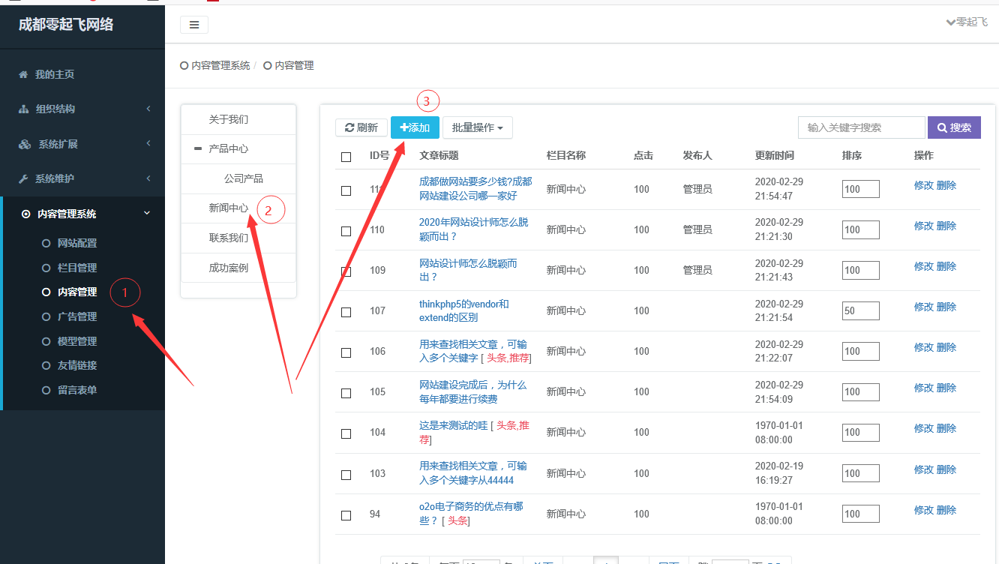 成都零起飞网络
零起飞
我的主页
组织结构
系统扩展
系统维护
内容管理系统
网站配置
栏目管理
内容管理
1
广告管理
模型管理
友情链接
留言表单
内容管理系统 / 内容管理
关于我们
产品中心
公司产品
新闻中心
2
联系我们
成功案例
3
刷新
添加
批量操作
输入关键字搜索
搜索
ID号 文章标题 栏目名称 点击 发布人 更新时间 排序 操作
成都做网站要多少钱?成都
网站建设公司哪一家好
新闻中心 100 管理员
2020-02-29
21:54:47
100 修改 删除
110
2020年网站设计师怎么脱
颖而出？
新闻中心 100 管理员
2020-02-29
21:21:30
100 修改 删除
109
网站设计师怎么脱颖而
出？
新闻中心 100 管理员
2020-02-29
21:21:43
100 修改 删除
107
thinkphp5的vendor和
extend的区别
新闻中心 100
2020-02-29
21:21:54
50 修改 删除
106
用来查找相关文章，可输
入多个关键字 [ 头条,推荐]
新闻中心 100
2020-02-29
21:22:07
100 修改 删除
105
网站建设完成后，为什么
每年都要进行续费
新闻中心 100
2020-02-29
21:54:09
100 修改 删除
104
这是来测试的哇 [ 头条,推
荐]
新闻中心 100
1970-01-01
08:00:00
100 修改 删除
103
用来查找相关文章，可输
入多个关键字从44444
新闻中心 100
2020-02-19
16:19:27
100 修改 删除
94
o2o电子商务的优点有哪
些？ [ 头条]
新闻中心 100
1970-01-01
08:00:00
100 修改 删除